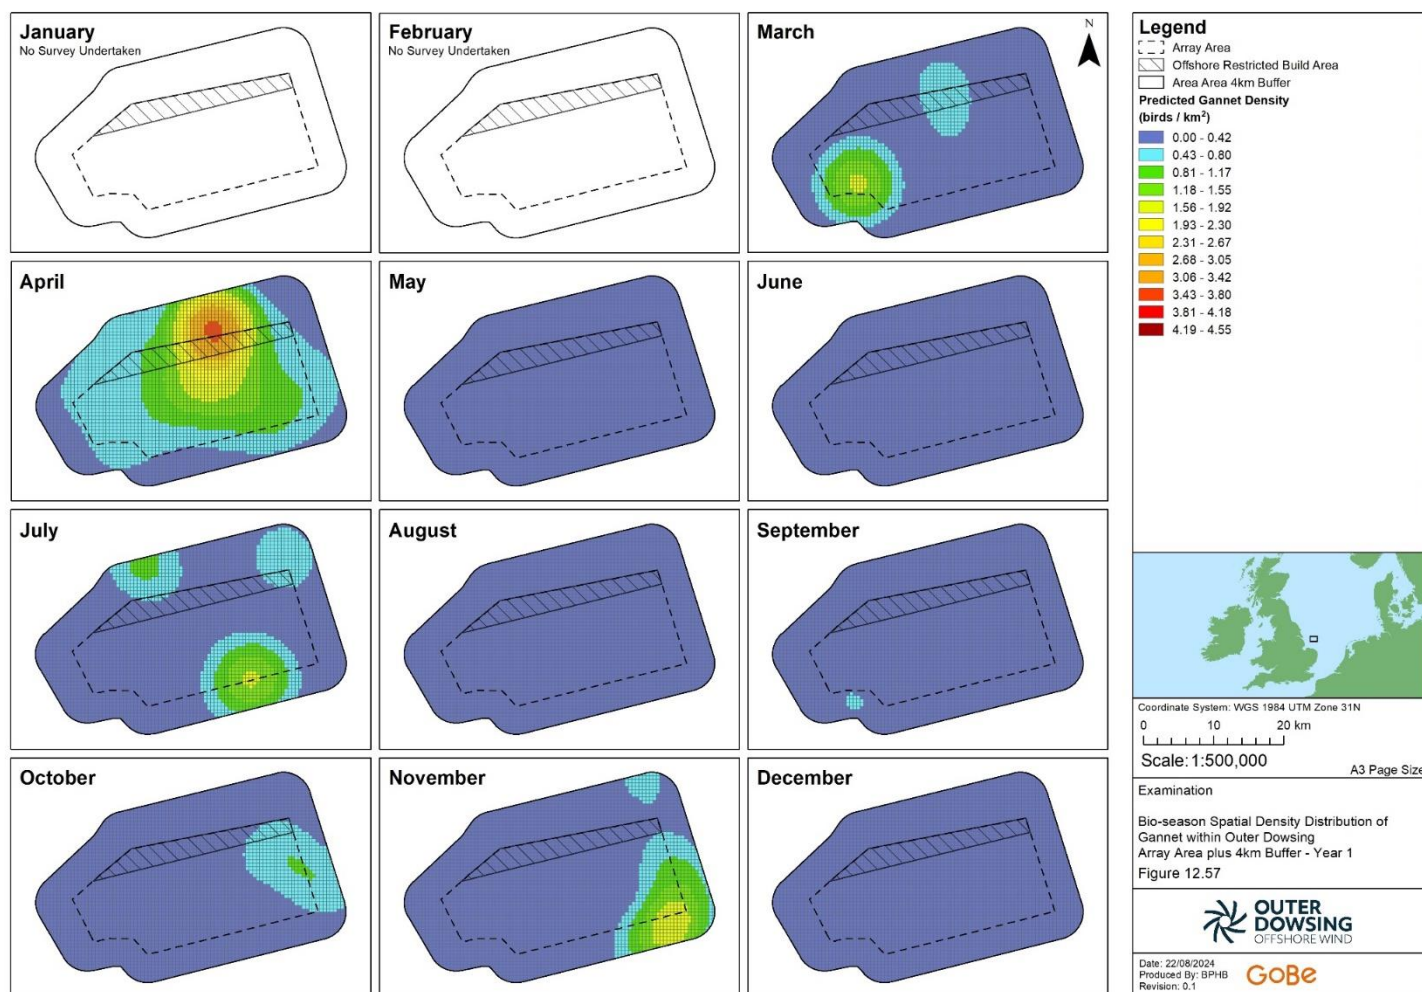 January
No Survey Undertaken
February
No Survey Undertaken
March
N
April
May
June
July
August
September
October
November
December
Legend
Array Area
Offshore Restricted Build Area
Area Area 4km Buffer
Predicted Gannet Density
(birds / km²)
0.00 - 0.42
0.43 - 0.80
0.81 - 1.17
1.18 - 1.55
1.56 - 1.92
1.93 - 2.30
2.31 - 2.67
2.68 - 3.05
3.06 - 3.42
3.43 - 3.80
3.81 - 4.18
4.19 - 4.55
Coordinate System: WGS 1984 UTM Zone 31N
0 10 20 km
Scale: 1:500,000
A3 Page Size
Examination
Bio-season Spatial Density Distribution of
Gannet within Outer Dowsing
Array Area plus 4km Buffer - Year 1
Figure 12.57
OUTER
DOWSING
OFFSHORE WIND
Date: 22/08/2024
Produced By: BPHB
Revision: 0.1
GoBe